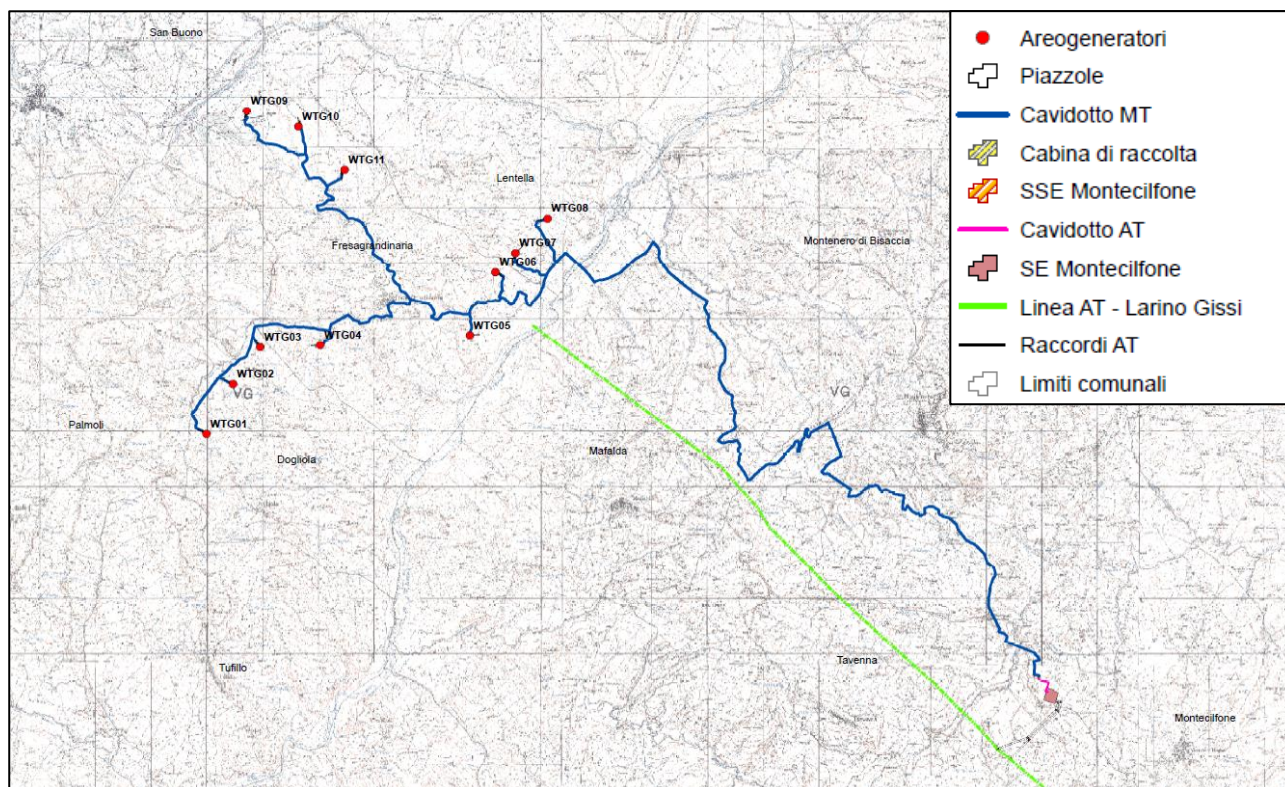 San Buono
WTG09
WTG10
WTG11
Lentella
WTG08
Fresagrandinaria
Montenero di Bisaccia
WTG07
WTG06
WTG05
WTG03
WTG04
WTG02
VG
VG
Palmoli
WTG01
Dogliola
Mafalda
Tufillo
Tavenna
Montecilfone
Areogeneratori
Piazzole
Cavidotto MT
Cabina di raccolta
SSE Montecilfone
Cavidotto AT
SE Montecilfone
Linea AT - Larino Gissi
Raccordi AT
Limiti comunali